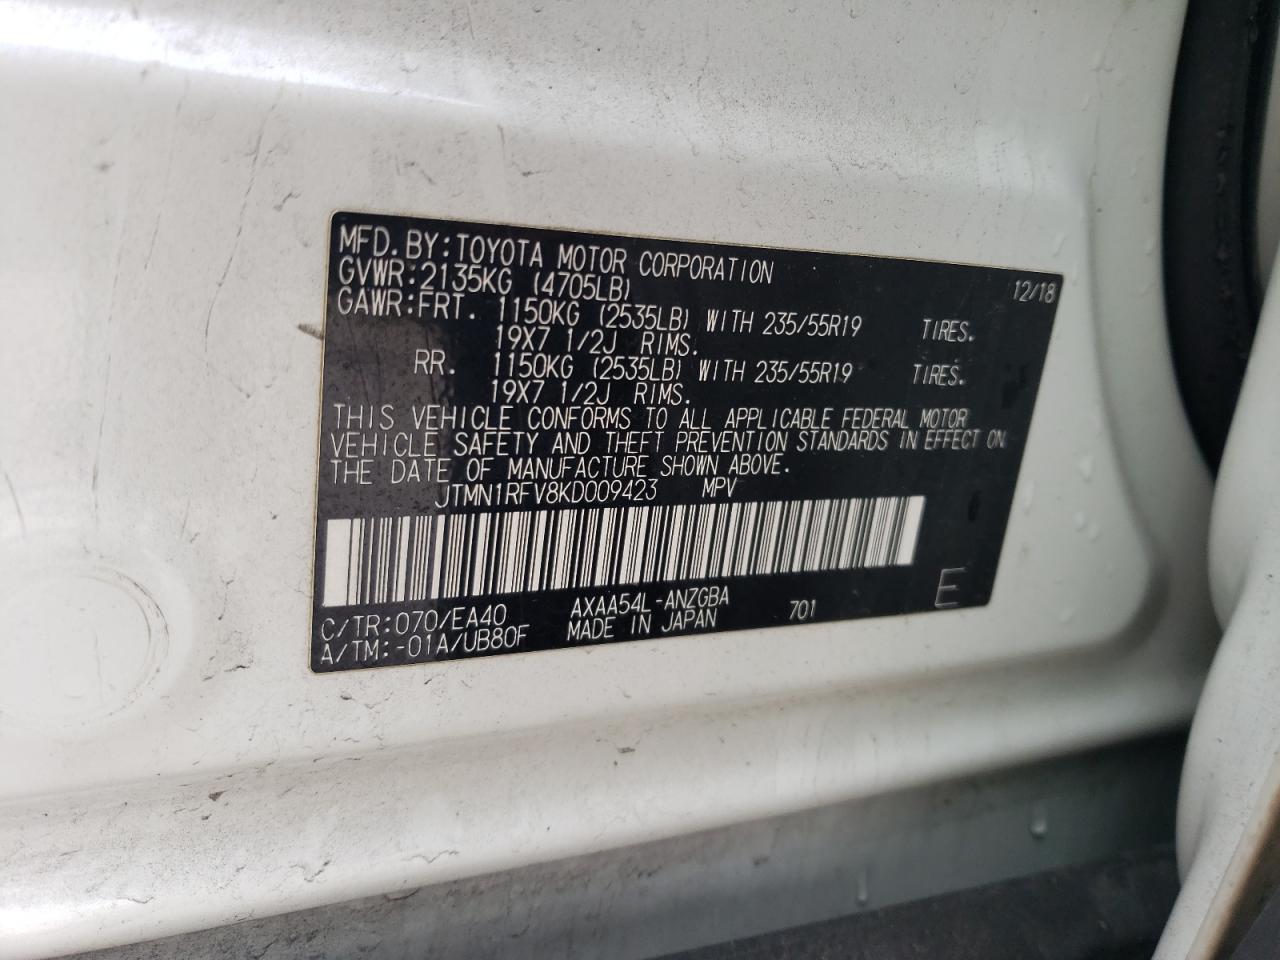 MFD. BY: TOYOTA MOTOR CORPORATION 12/18
GVWR: 2135KG (4705LB)
GAWR: FRT. 1150KG (2535LB) WITH 235/55R19 TIRES.
19X7 1/2J RIMS.
RR. 1150KG (2535LB) WITH 235/55R19 TIRES.
19X7 1/2J RIMS.
THIS VEHICLE CONFORMS TO ALL APPLICABLE FEDERAL MOTOR
VEHICLE SAFETY AND THEFT PREVENTION STANDARDS IN EFFECT ON
THE DATE OF MANUFACTURE SHOWN ABOVE.
JTMN1RFV8KD009423 MPV
C/TR: 070/EA40 AXAA54L-ANZGBA 701 E
A/TM: -01A/UB80F MADE IN JAPAN